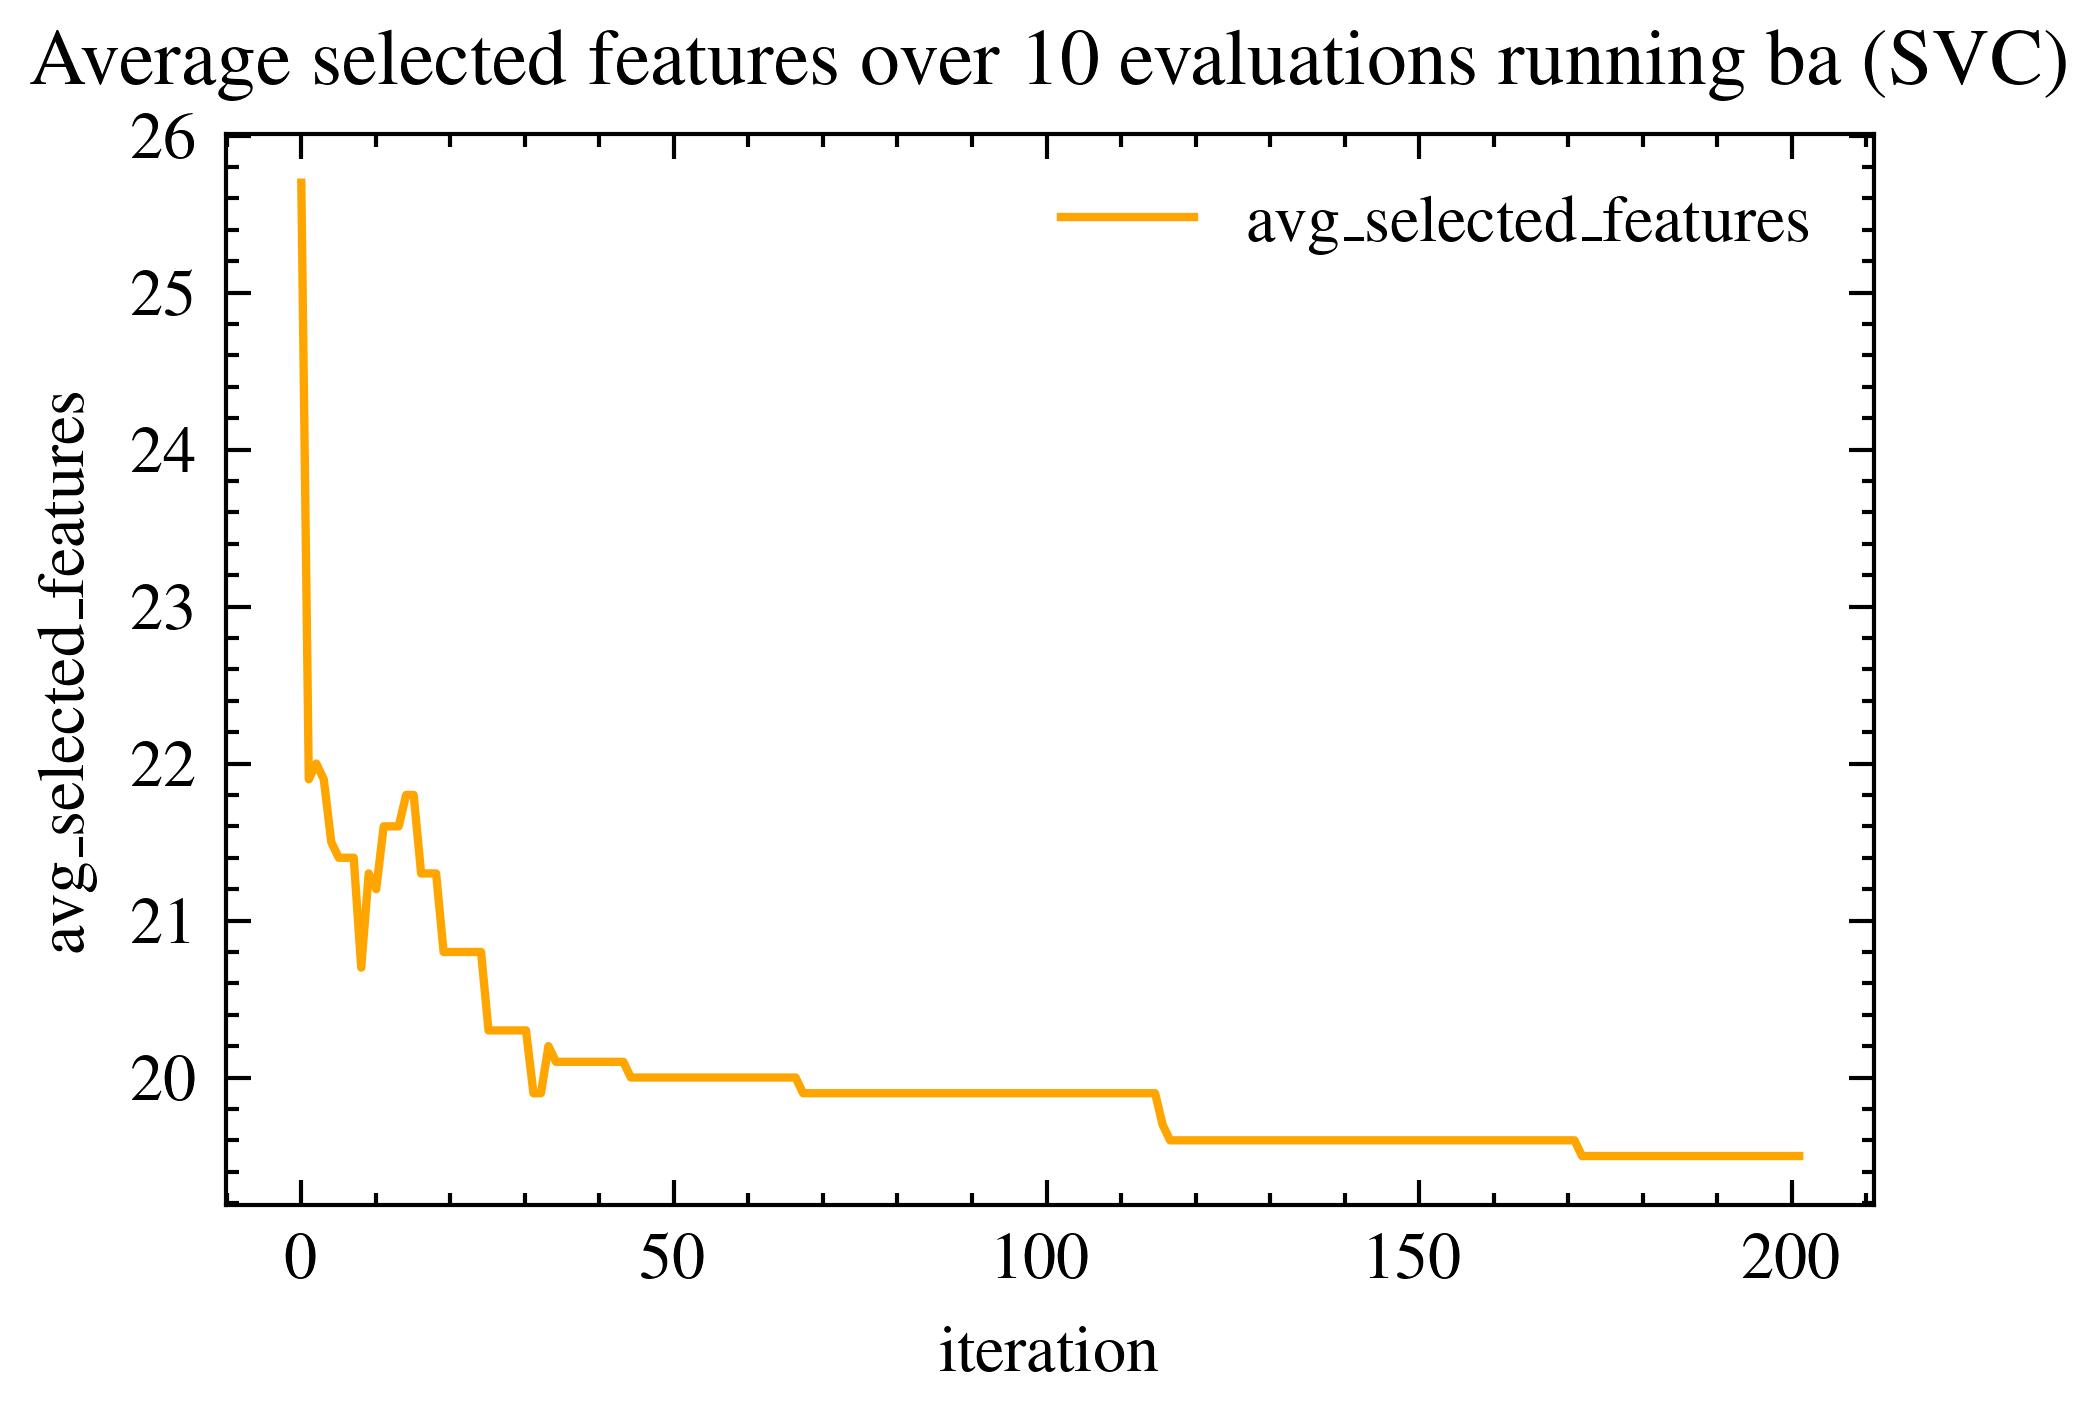 Average selected features over 10 evaluations running ba (SVC)
26
25
24
23
22
21
20
avg_selected_features
avg_selected_features
0 50 100 150 200
iteration